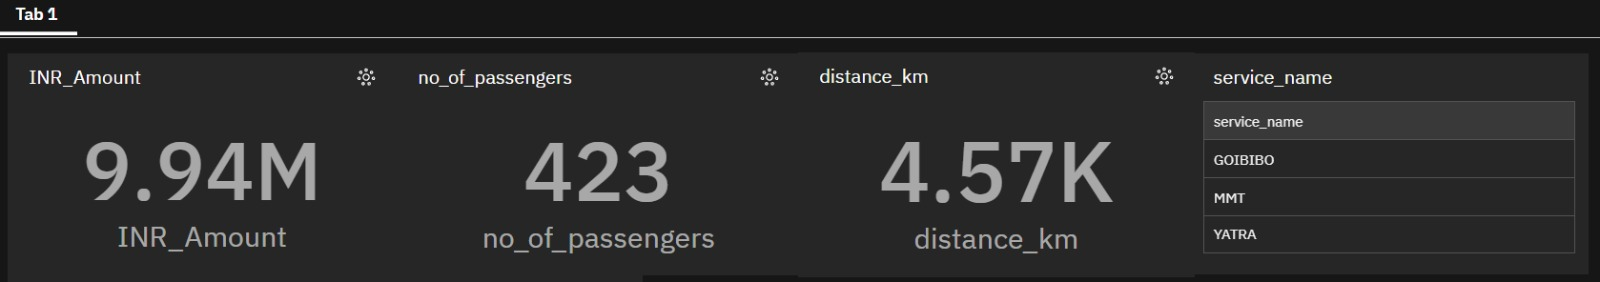 Tab 1
INR_Amount
9.94M
INR_Amount
no_of_passengers
423
no_of_passengers
distance_km
4.57K
distance_km
service_name
service_name
GOIBIBO
MMT
YATRA